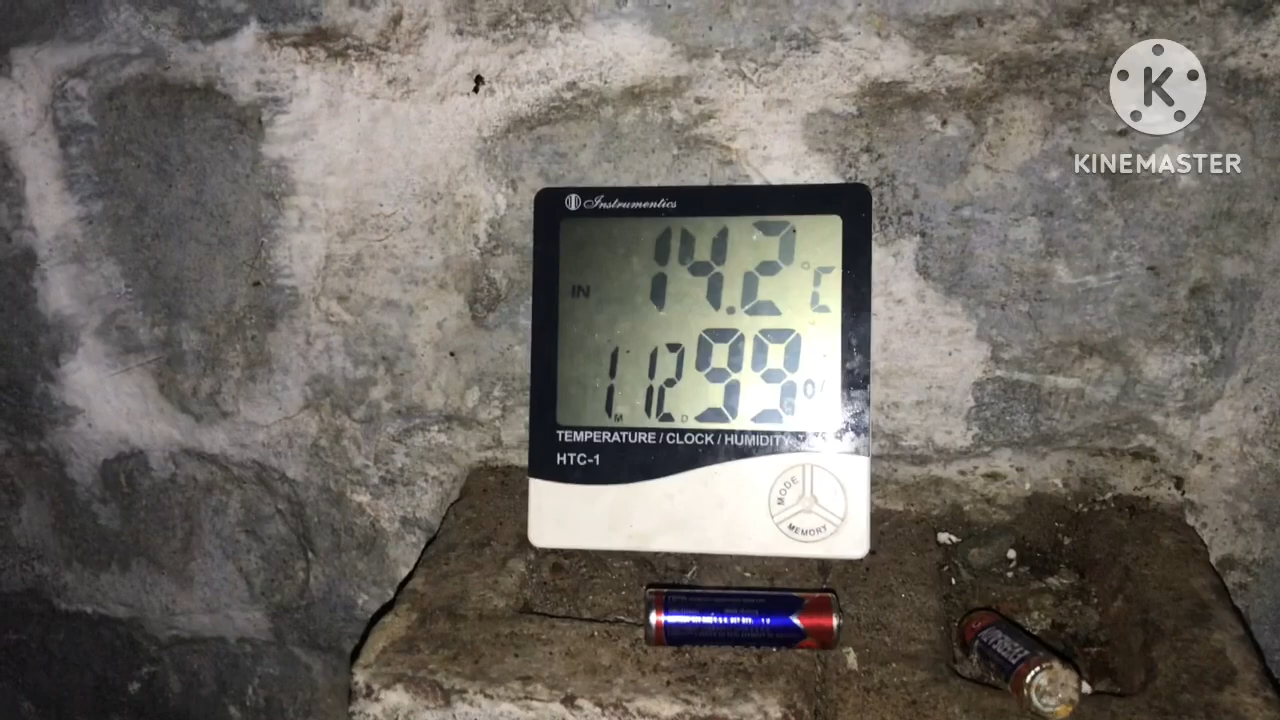 KINEMASTER
Instrumentics
14.2 °C
IN
1 M 12 D 99 %
TEMPERATURE / CLOCK / HUMIDITY
HTC-1
MODE
MEMORY